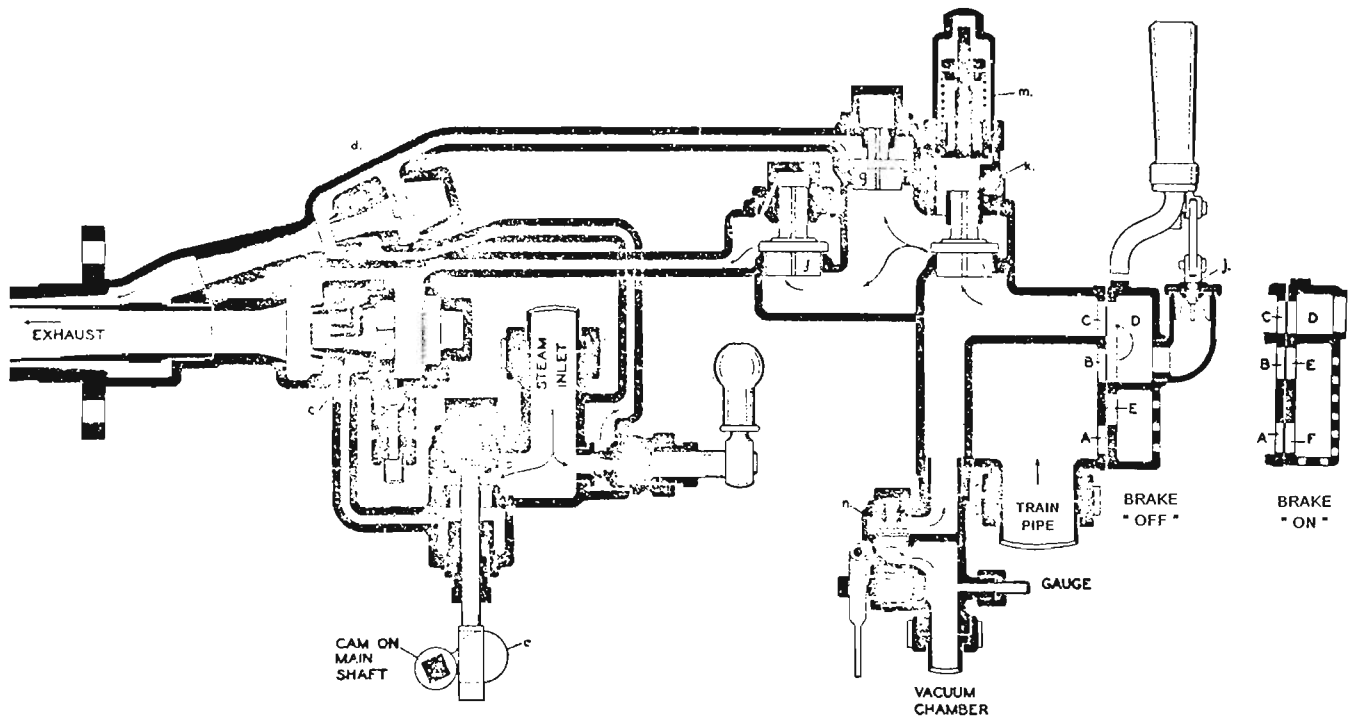 m.
d.
k.
g
j
j.
C
D
B
E
A
C
D
B
E
A
F
EXHAUST
STEAM
INLET
c.
TRAIN
PIPE
BRAKE
" OFF "
BRAKE
" ON "
n.
GAUGE
CAM ON
MAIN
SHAFT
e
VACUUM
CHAMBER